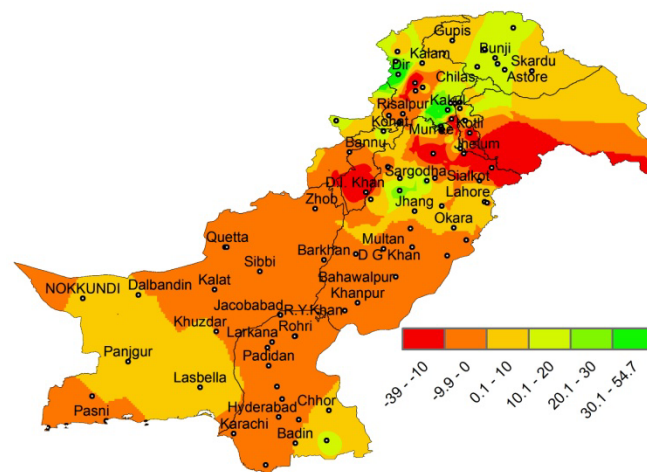 Gupis
Kalam
Bunji
Dir
Skardu
Chilas
Astore
Kakul
Risalpur
Kohat
Murree
Kotli
Bannu
Jhelum
Sargodha
Sialkot
D.I. Khan
Lahore
Zhob
Jhang
Okara
Quetta
Multan
Barkhan
D G Khan
Sibbi
Bahawalpur
NOKKUNDI
Dalbandin
Kalat
Khanpur
Jacobabad
R.Y.Khan
Khuzdar
Larkana
Rohri
Panjgur
Padidan
Lasbella
Chhor
Pasni
Hyderabad
Karachi
Badin
-39 - -10
-9.9 - 0
0.1 - 10
10.1 - 20
20.1 - 30
30.1 - 54.7